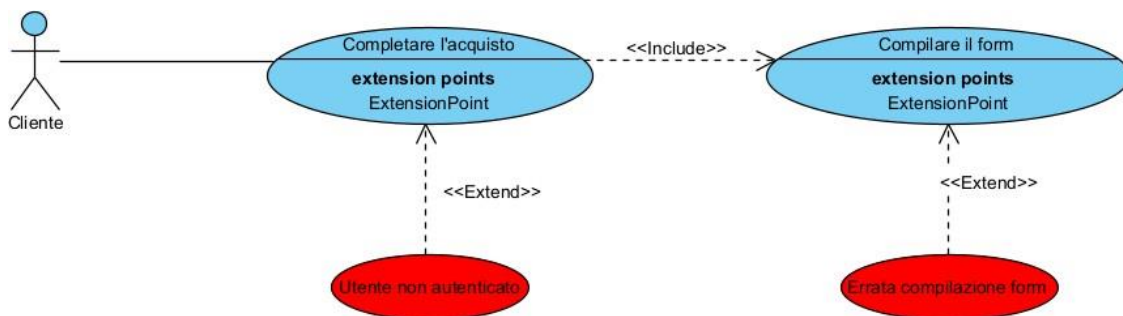 Completare l'acquisto
<<Include>>
Compilare il form
extension points
ExtensionPoint
extension points
ExtensionPoint
Cliente
<<Extend>>
<<Extend>>
Utente non autenticato
Errata compilazione form